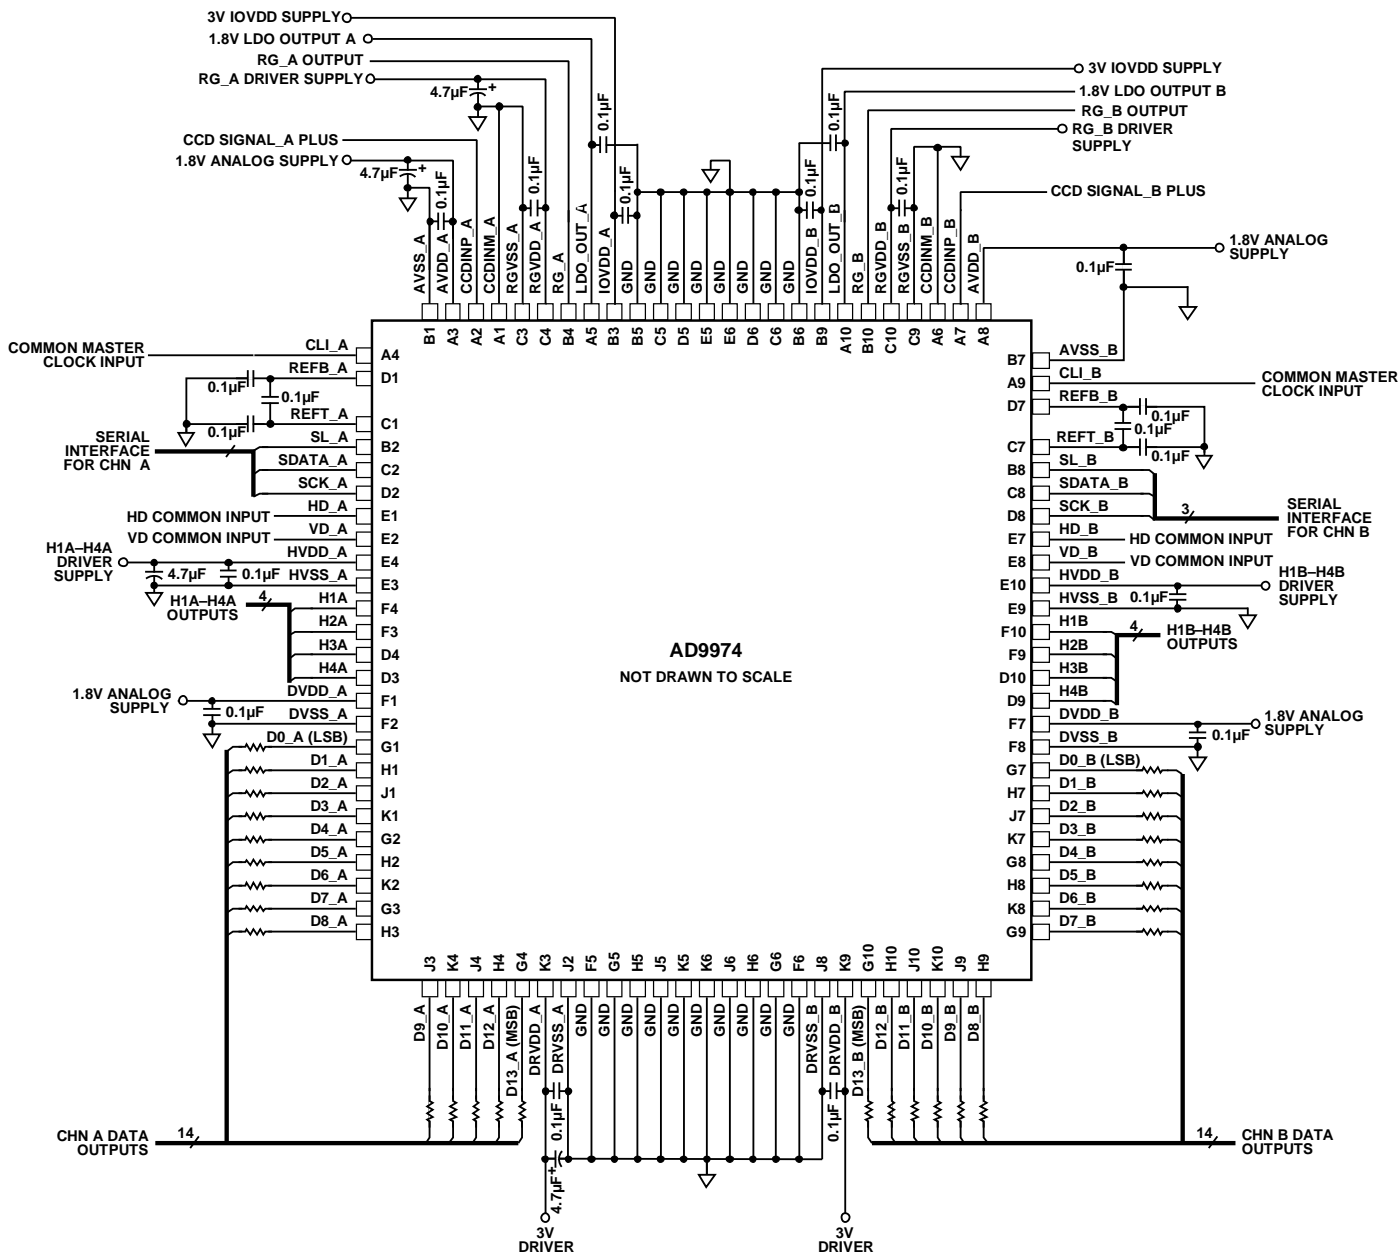 3V IOVDD SUPPLY
1.8V LDO OUTPUT A
RG_A OUTPUT
RG_A DRIVER SUPPLY
4.7µF +
0.1µF
CCD SIGNAL_A PLUS
1.8V ANALOG SUPPLY
4.7µF +
0.1µF
0.1µF
0.1µF
3V IOVDD SUPPLY
1.8V LDO OUTPUT B
RG_B OUTPUT
RG_B DRIVER
SUPPLY
0.1µF
0.1µF
0.1µF
CCD SIGNAL_B PLUS
1.8V ANALOG
SUPPLY
0.1µF
AVSS_A
AVDD_A
CCDINP_A
CCDINM_A
RGVSS_A
RGVDD_A
RG_A
LDO_OUT_A
IOVDD_A
GND
GND
GND
GND
GND
GND
GND
GND
IOVDD_B
LDO_OUT_B
RG_B
RGVDD_B
RGVSS_B
CCDINM_B
CCDINP_B
AVDD_B
B1
A3
A2
A1
C3
C4
B4
A5
B3
B5
C5
D5
E5
E6
D6
C6
B6
B9
A10
B10
C10
C9
A6
A7
A8
COMMON MASTER
CLOCK INPUT
CLI_A
A4
REFB_A
D1
0.1µF
0.1µF
0.1µF
REFT_A
C1
SERIAL
INTERFACE
FOR CHN A
SL_A
B2
SDATA_A
C2
SCK_A
D2
HD COMMON INPUT
HD_A
E1
VD COMMON INPUT
VD_A
E2
H1A–H4A
DRIVER
SUPPLY
HVDD_A
E4
4.7µF
0.1µF
HVSS_A
E3
H1A–H4A
OUTPUTS
4
H1A
F4
H2A
F3
H3A
D4
H4A
D3
1.8V ANALOG
SUPPLY
DVDD_A
F1
0.1µF
DVSS_A
F2
D0_A (LSB)
G1
D1_A
H1
D2_A
J1
D3_A
K1
D4_A
G2
D5_A
H2
D6_A
K2
D7_A
G3
D8_A
H3
AD9974
NOT DRAWN TO SCALE
B7
AVSS_B
A9
CLI_B
COMMON MASTER
CLOCK INPUT
D7
REFB_B
0.1µF
0.1µF
0.1µF
C7
REFT_B
B8
SL_B
C8
SDATA_B
D8
SCK_B
3
SERIAL
INTERFACE
FOR CHN B
E7
HD_B
HD COMMON INPUT
E8
VD_B
VD COMMON INPUT
E10
HVDD_B
H1B–H4B
DRIVER
SUPPLY
0.1µF
E9
HVSS_B
F10
H1B
4
H1B–H4B
OUTPUTS
F9
H2B
D10
H3B
D9
H4B
F7
DVDD_B
1.8V ANALOG
SUPPLY
0.1µF
F8
DVSS_B
G7
D0_B (LSB)
H7
D1_B
J7
D2_B
K7
D3_B
G8
D4_B
H8
D5_B
K8
D6_B
G9
D7_B
J3
K4
J4
H4
G4
K3
J2
F5
G5
H5
J5
K5
K6
J6
H6
G6
F6
J8
K9
G10
H10
J10
K10
J9
H9
D9_A
D10_A
D11_A
D12_A
D13_A (MSB)
DRVDD_A
DRVSS_A
GND
GND
GND
GND
GND
GND
GND
GND
GND
GND
DRVSS_B
DRVDD_B
D13_B (MSB)
D12_B
D11_B
D10_B
D9_B
D8_B
0.1µF
0.1µF
4.7µF +
CHN A DATA
OUTPUTS
14
14
CHN B DATA
OUTPUTS
3V
DRIVER
3V
DRIVER